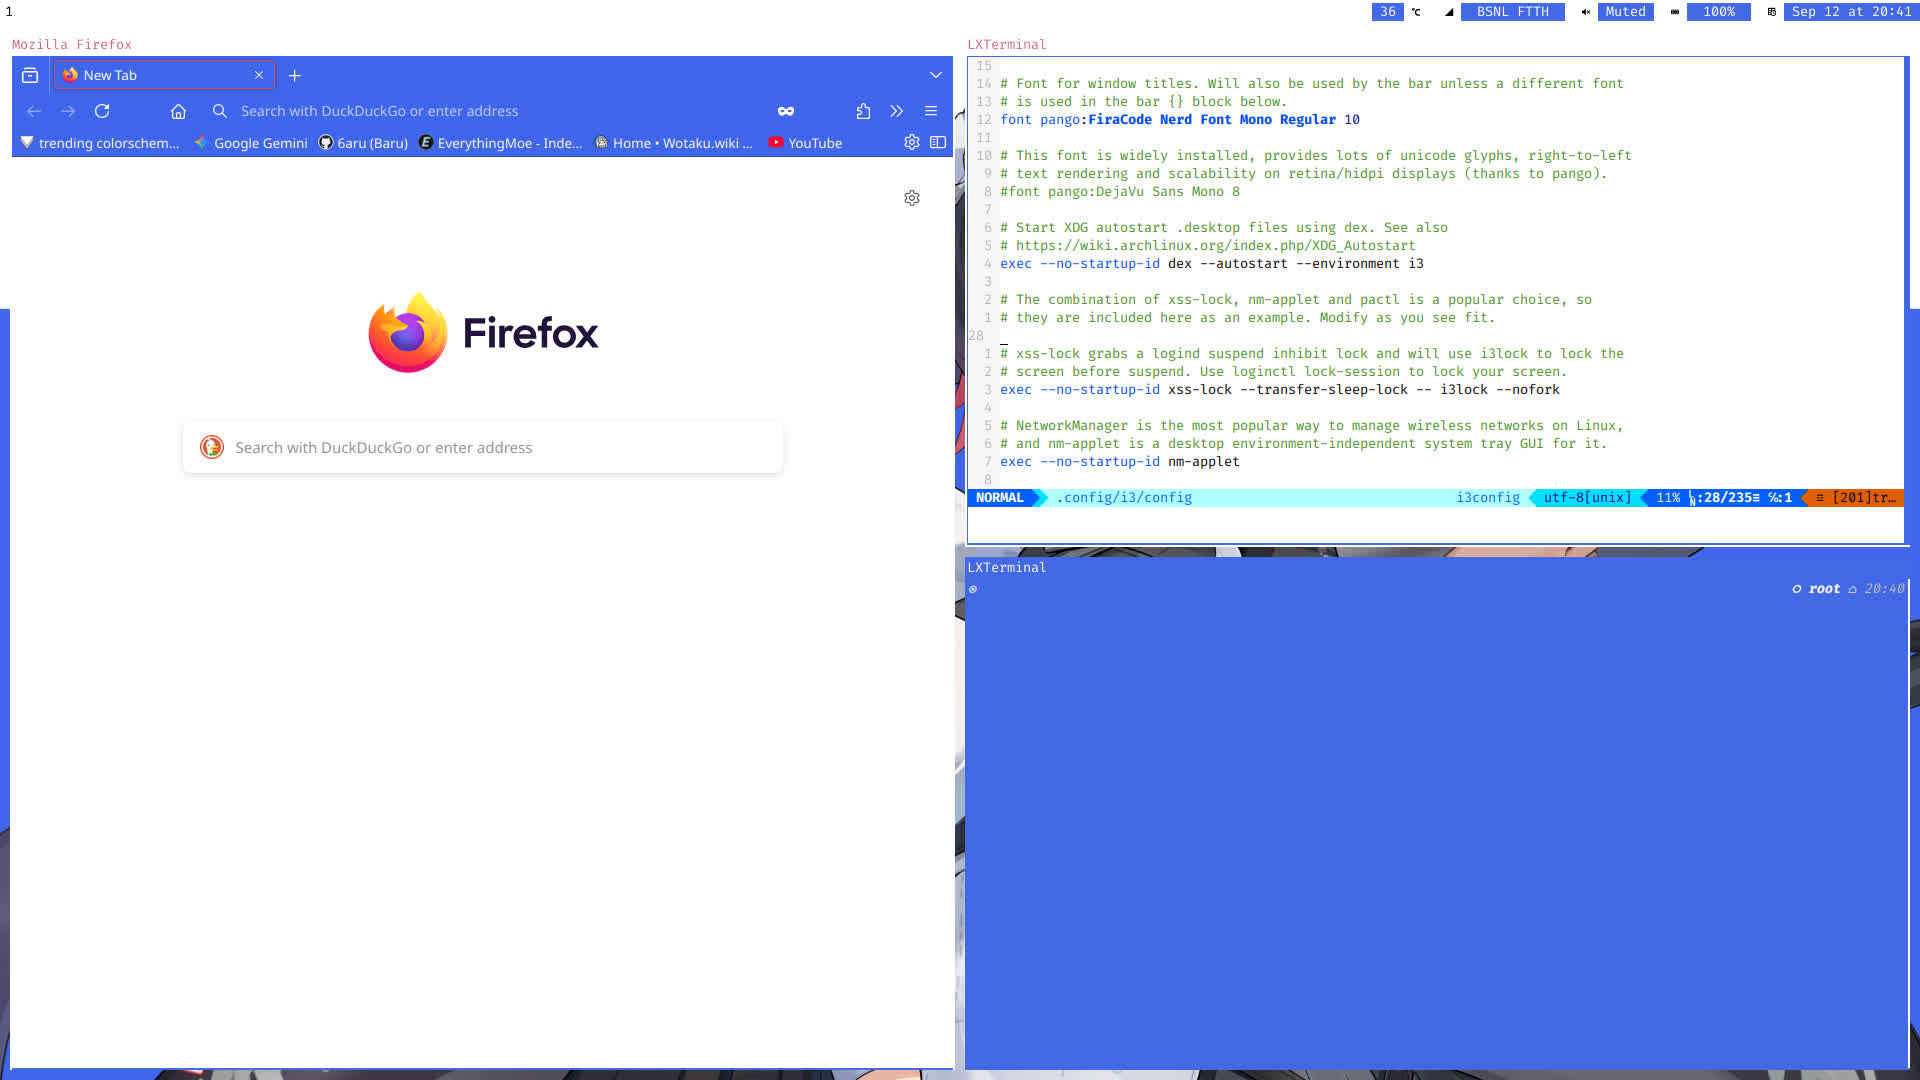 1
36 ℃ BSNL FTTH Muted 100% Sep 12 at 20:41
Mozilla Firefox
New Tab
Search with DuckDuckGo or enter address
trending colorschem... Google Gemini 6aru (Baru) EverythingMoe - Inde... Home • Wotaku.wiki ... YouTube
Firefox
Search with DuckDuckGo or enter address
LXTerminal
15
14 # Font for window titles. Will also be used by the bar unless a different font
13 # is used in the bar {} block below.
12 font pango:FiraCode Nerd Font Mono Regular 10
11
10 # This font is widely installed, provides lots of unicode glyphs, right-to-left
9 # text rendering and scalability on retina/hidpi displays (thanks to pango).
8 #font pango:DejaVu Sans Mono 8
7
6 # Start XDG autostart .desktop files using dex. See also
5 # https://wiki.archlinux.org/index.php/XDG_Autostart
4 exec --no-startup-id dex --autostart --environment i3
3
2 # The combination of xss-lock, nm-applet and pactl is a popular choice, so
1 # they are included here as an example. Modify as you see fit.
28
1 # xss-lock grabs a logind suspend inhibit lock and will use i3lock to lock the
2 # screen before suspend. Use loginctl lock-session to lock your screen.
3 exec --no-startup-id xss-lock --transfer-sleep-lock -- i3lock --nofork
4
5 # NetworkManager is the most popular way to manage wireless networks on Linux,
6 # and nm-applet is a desktop environment-independent system tray GUI for it.
7 exec --no-startup-id nm-applet
8
NORMAL .config/i3/config i3config utf-8[unix] 11% ㏑:28/235≡ ℅:1 ≡ [201]tr...
LXTerminal
root 20:40